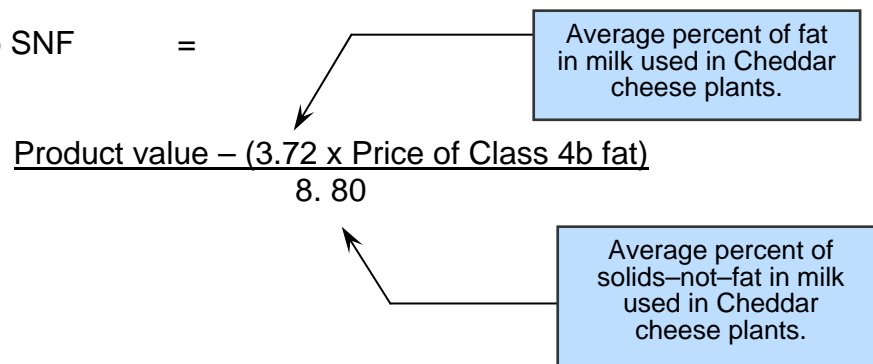 SNF =
Average percent of fat
in milk used in Cheddar
cheese plants.
Product value – (3.72 x Price of Class 4b fat)
8. 80
Average percent of
solids–not–fat in milk
used in Cheddar
cheese plants.